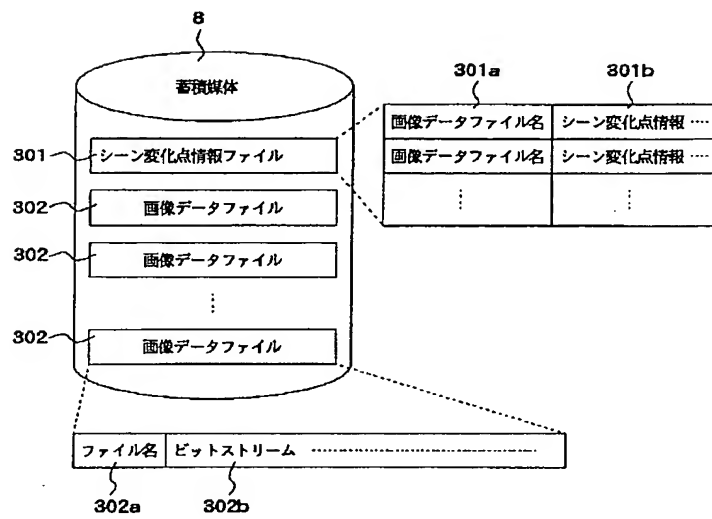 8
蓄積媒体
301a 301b
画像データファイル名 シーン変化点情報 ‥‥
画像データファイル名 シーン変化点情報 ‥‥
301 シーン変化点情報ファイル
302 画像データファイル
302 画像データファイル
302 画像データファイル
ファイル名 ビットストリーム
302a 302b